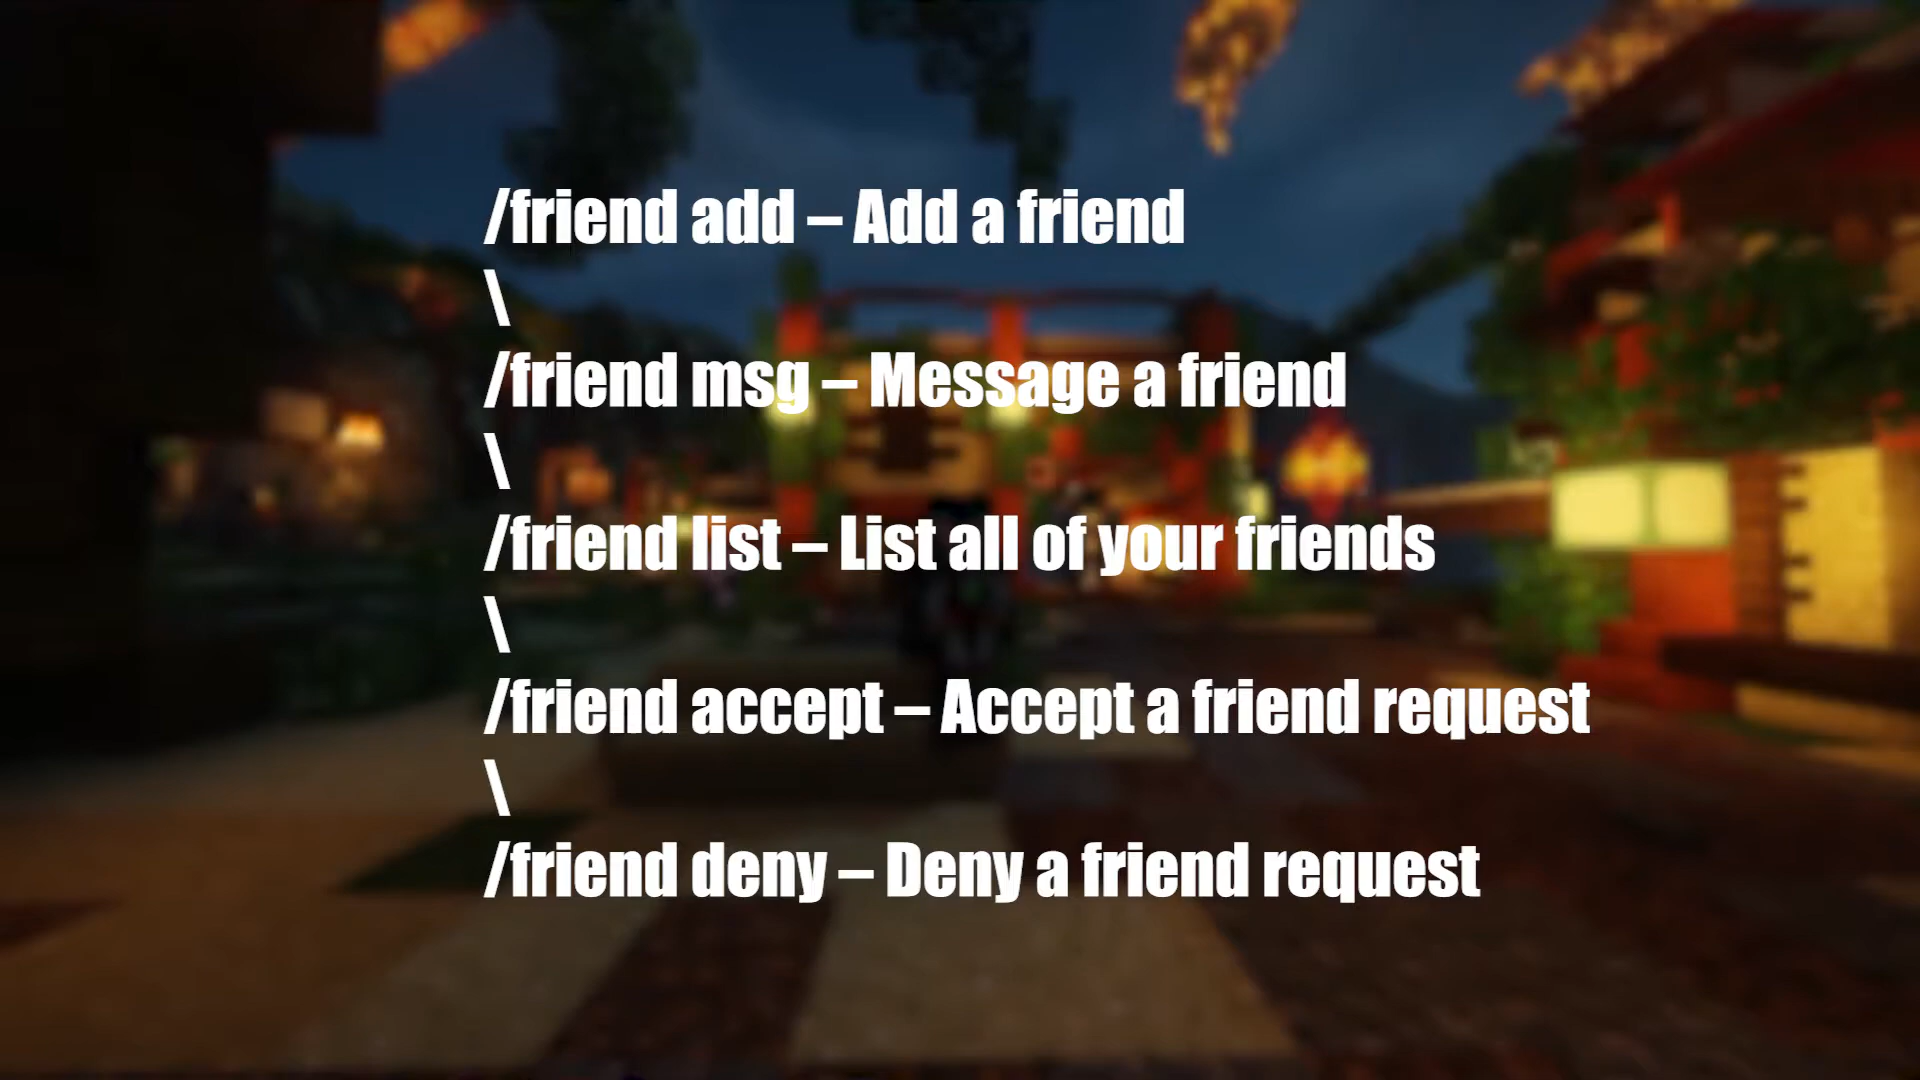 /friend add – Add a friend
\
/friend msg – Message a friend
\
/friend list – List all of your friends
\
/friend accept – Accept a friend request
\
/friend deny – Deny a friend request